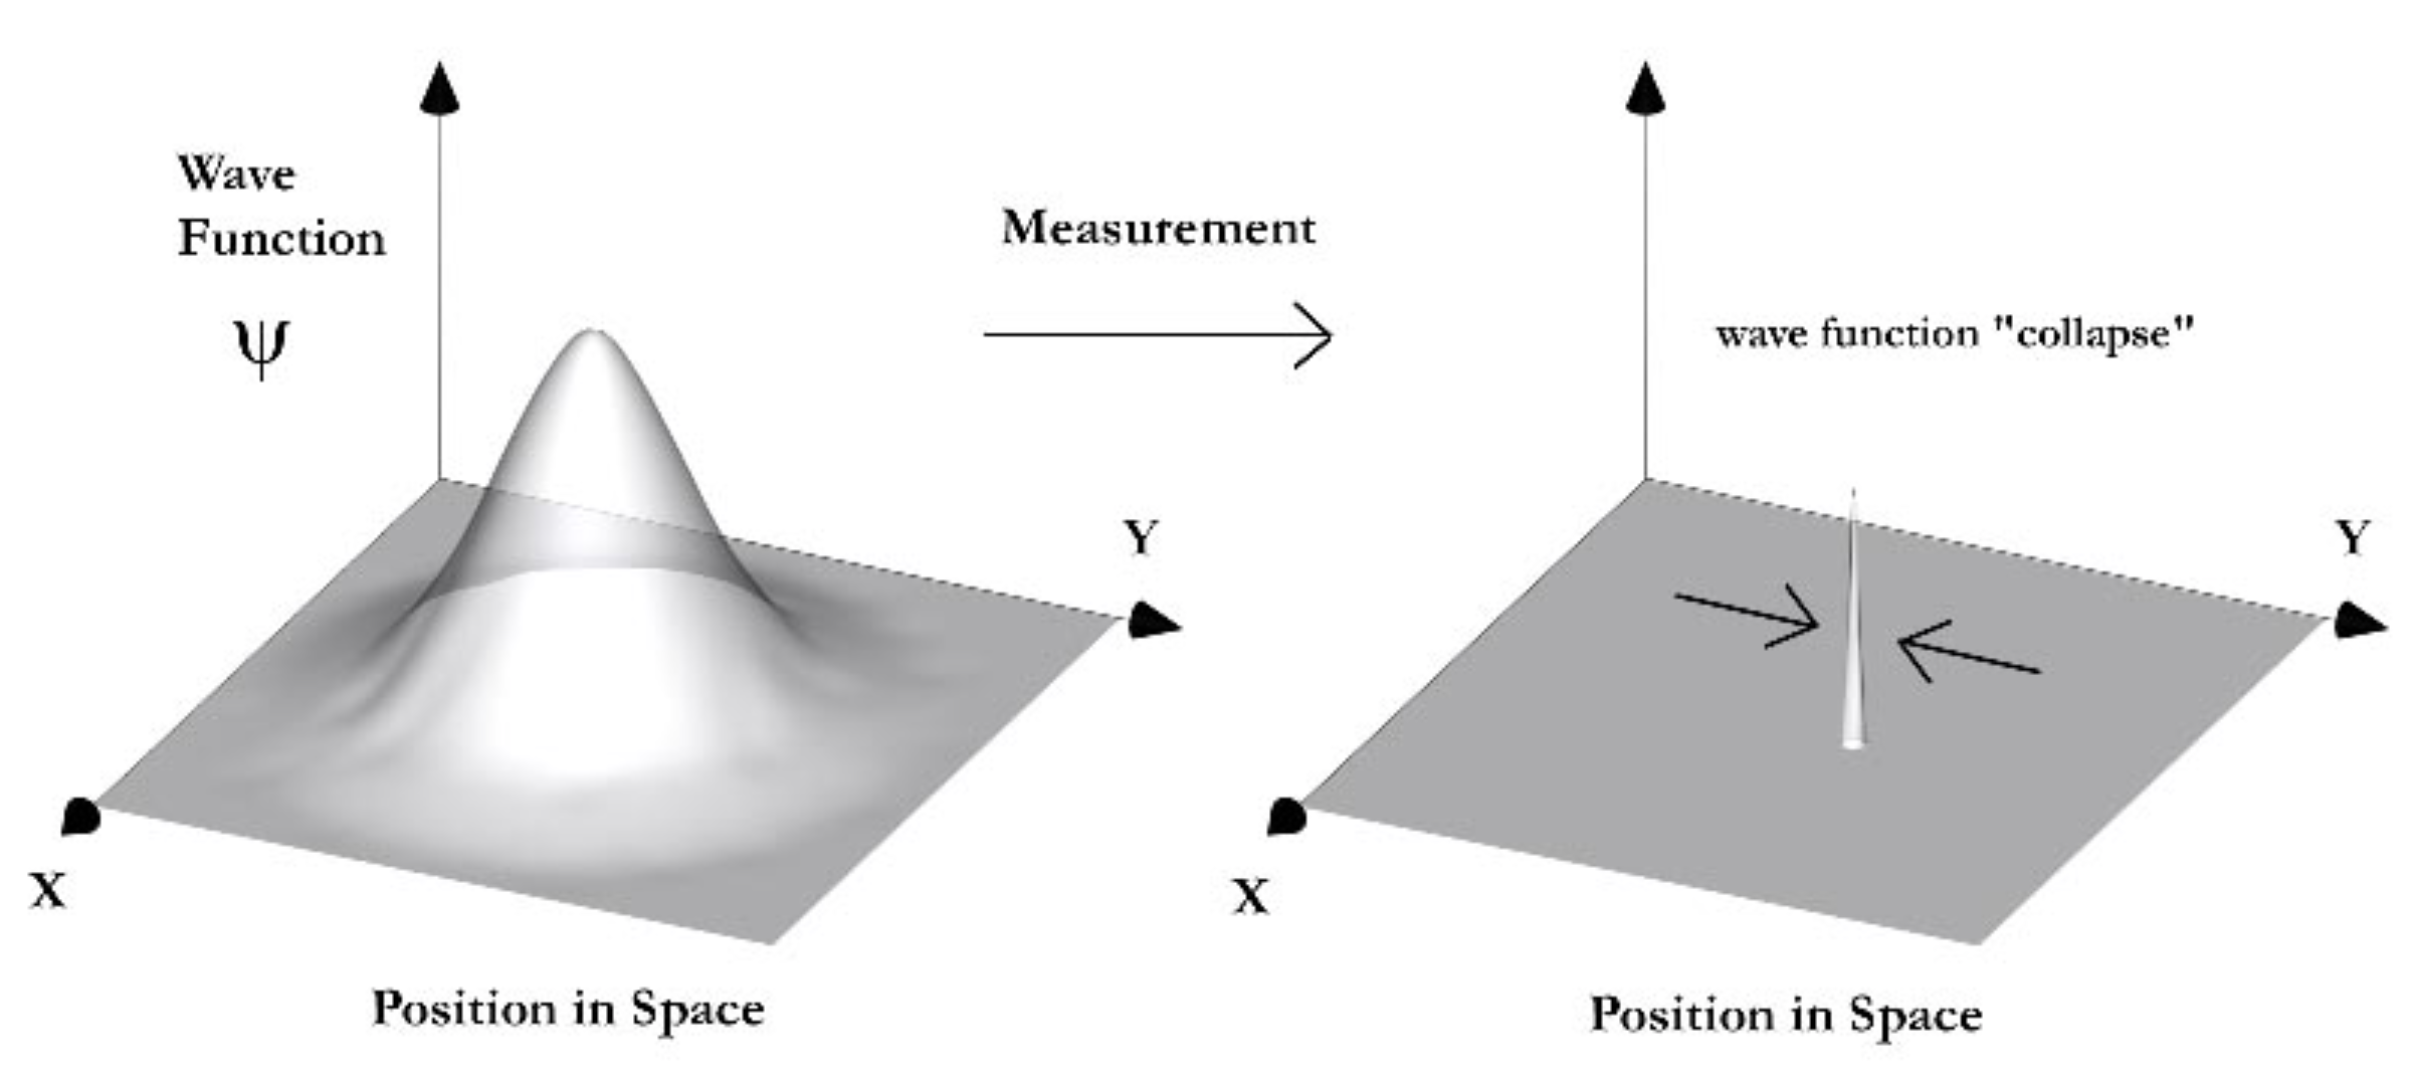 Wave
Function
ψ
Measurement
wave function "collapse"
Y
Y
X
X
Position in Space
Position in Space